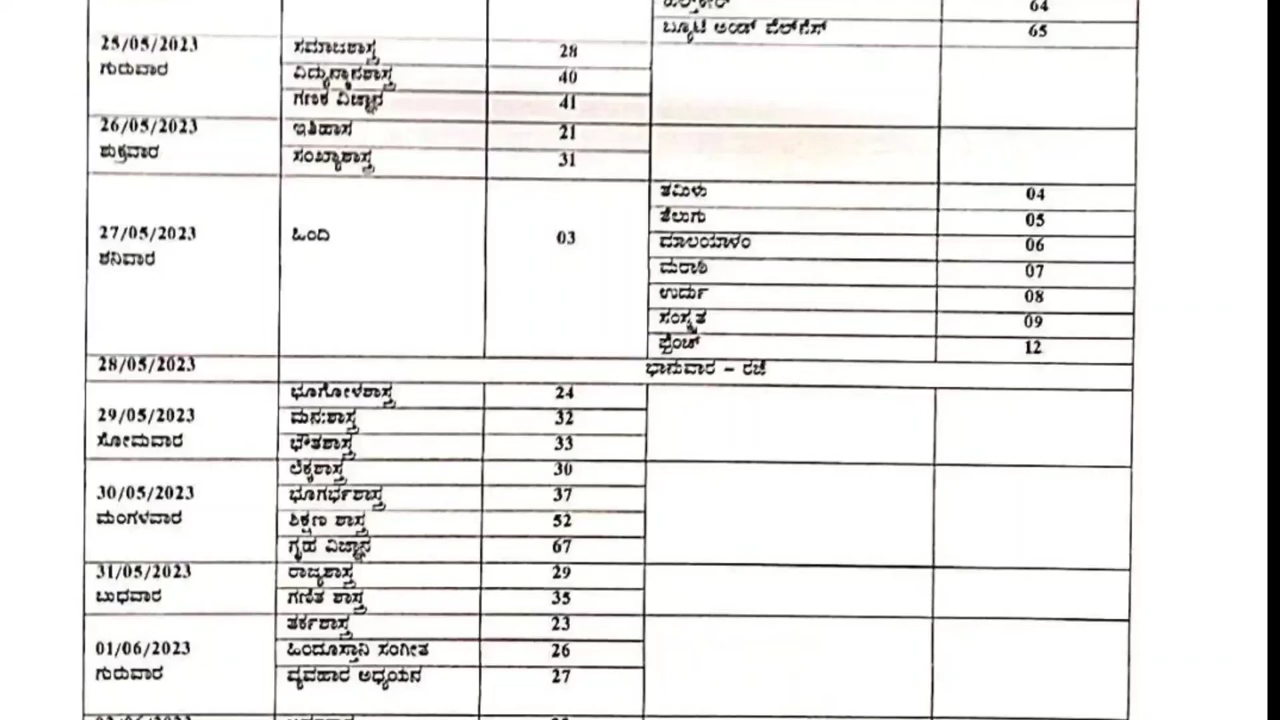 ಹೆಲ್ತ್‌ಕೇರ್ 64
ಬ್ಯೂಟಿ ಅಂಡ್ ವೆಲ್‌ನೆಸ್ 65
25/05/2023
ಗುರುವಾರ
ಸಮಾಜಶಾಸ್ತ್ರ 28
ವಿದ್ಯುನ್ಮಾನಶಾಸ್ತ್ರ 40
ಗಣಕ ವಿಜ್ಞಾನ 41
26/05/2023
ಶುಕ್ರವಾರ
ಇತಿಹಾಸ 21
ಸಂಖ್ಯಾಶಾಸ್ತ್ರ 31
27/05/2023
ಶನಿವಾರ
ಹಿಂದಿ 03
ತಮಿಳು 04
ತೆಲುಗು 05
ಮಾಲಯಾಳಂ 06
ಮರಾಠಿ 07
ಉರ್ದು 08
ಸಂಸ್ಕೃತ 09
ಫ್ರೆಂಚ್ 12
28/05/2023 ಭಾನುವಾರ – ರಜೆ
29/05/2023
ಸೋಮವಾರ
ಭೂಗೋಳಶಾಸ್ತ್ರ 24
ಮನಃಶಾಸ್ತ್ರ 32
ಭೌತಶಾಸ್ತ್ರ 33
30/05/2023
ಮಂಗಳವಾರ
ಲೆಕ್ಕಶಾಸ್ತ್ರ 30
ಭೂಗರ್ಭಶಾಸ್ತ್ರ 37
ಶಿಕ್ಷಣ ಶಾಸ್ತ್ರ 52
ಗೃಹ ವಿಜ್ಞಾನ 67
31/05/2023
ಬುಧವಾರ
ರಾಜ್ಯಶಾಸ್ತ್ರ 29
ಗಣಿತ ಶಾಸ್ತ್ರ 35
01/06/2023
ಗುರುವಾರ
ತರ್ಕಶಾಸ್ತ್ರ 23
ಹಿಂದೂಸ್ತಾನಿ ಸಂಗೀತ 26
ವ್ಯವಹಾರ ಅಧ್ಯಯನ 27